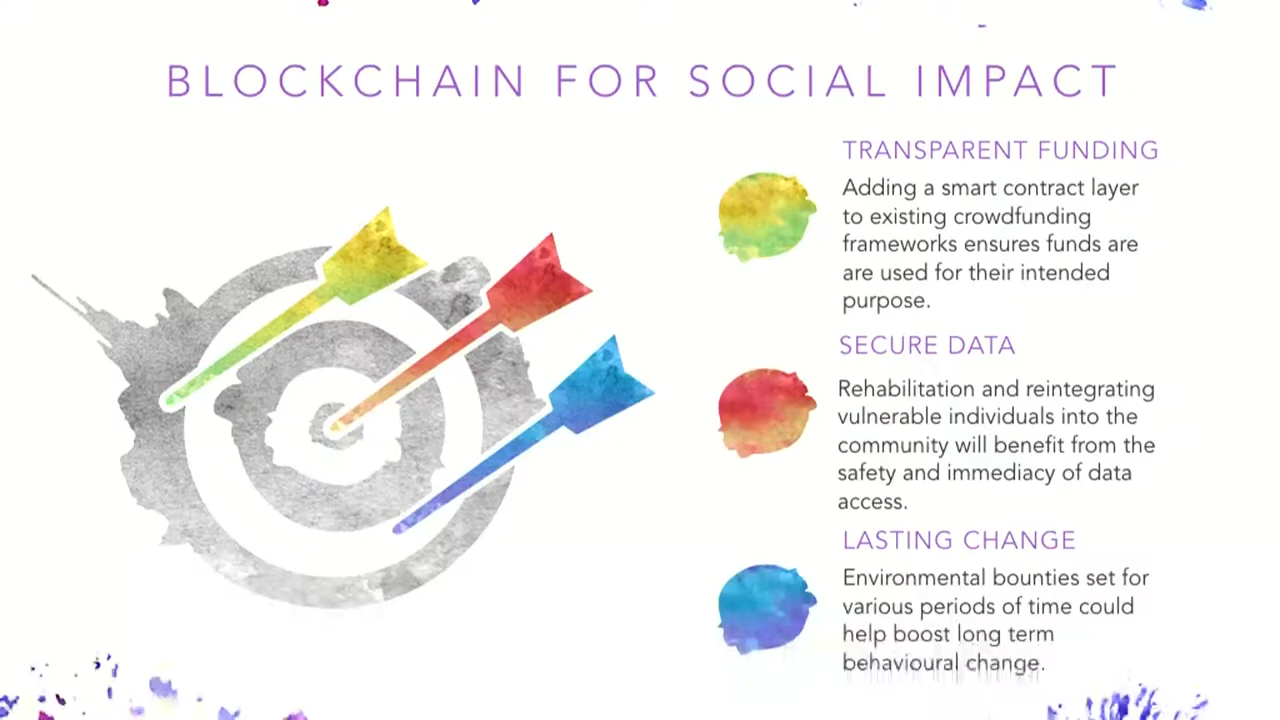 BLOCKCHAIN FOR SOCIAL IMPACT
TRANSPARENT FUNDING
Adding a smart contract layer
to existing crowdfunding
frameworks ensures funds are
are used for their intended
purpose.
SECURE DATA
Rehabilitation and reintegrating
vulnerable individuals into the
community will benefit from the
safety and immediacy of data
access.
LASTING CHANGE
Environmental bounties set for
various periods of time could
help boost long term
behavioural change.